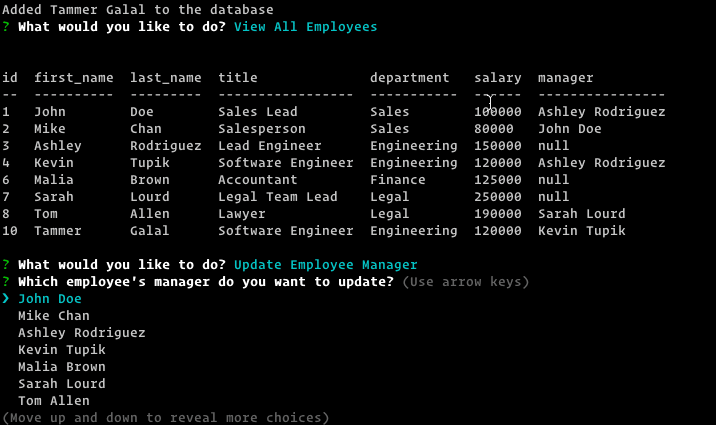 Added Tammer Galal to the database
? What would you like to do? View All Employees
id  first_name  last_name  title              department   salary  manager
--  ----------  ---------  -----------------  -----------  ------  ----------------
1   John        Doe        Sales Lead         Sales        100000  Ashley Rodriguez
2   Mike        Chan       Salesperson        Sales        80000   John Doe
3   Ashley      Rodriguez  Lead Engineer      Engineering  150000  null
4   Kevin       Tupik      Software Engineer  Engineering  120000  Ashley Rodriguez
6   Malia       Brown      Accountant         Finance      125000  null
7   Sarah       Lourd      Legal Team Lead    Legal        250000  null
8   Tom         Allen      Lawyer             Legal        190000  Sarah Lourd
10  Tammer      Galal      Software Engineer  Engineering  120000  Kevin Tupik
? What would you like to do? Update Employee Manager
? Which employee's manager do you want to update? (Use arrow keys)
❯ John Doe
  Mike Chan
  Ashley Rodriguez
  Kevin Tupik
  Malia Brown
  Sarah Lourd
  Tom Allen
(Move up and down to reveal more choices)